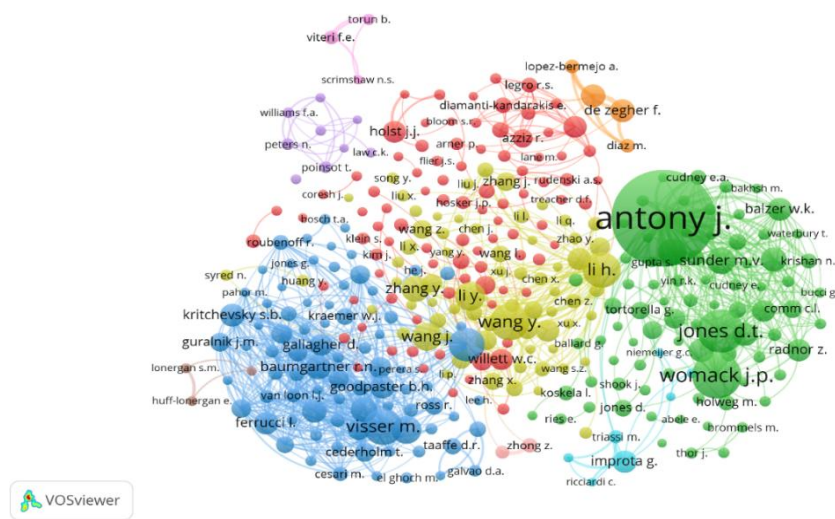 torun b.
viteri f.e.
scrimshaw n.s.
lopez-bermejo a.
legro r.s.
de zegher f.
williams f.a.
diamanti-kandarakis e.
bloom s.r.
holst j.j.
azziz r.
peters n.
law c.k.
arner p.
diaz m.
poinsot t.
flier j.s.
lane m.
song y.
liu j.
zhang j.
rudenski a.s.
cudney e.a.
coresh j.
liu x.
treacher d.f.
bakhsh m.
hosker j.p.
antony j.
balzer w.k.
bosch t.a.
wang z.
chen j.
li l.
li q.
waterbury t.
roubenoff r.
klein s.
zhao y.
jones g.
kim j.
li x.
yang y.
wang l.
gupta s.
sunder m.v.
krishan n.
syred n.
huang y.
he j.
xu j.
chen x.
li h.
yin r.k.
cudney e.
pahor m.
zhang y.
li y.
chen z.
bucci g.
kritchevsky s.b.
kraemer w.j.
wang y.
xu x.
tortorella g.
comm c.l.
guralnik j.m.
gallagher d.
wang j.
ballard g.
jones d.t.
niemeijer g.c.
radnor z.
lonergan s.m.
baumgartner r.n.
perera s.
li p.
willett w.c.
wang s.z.
goodpaster b.h.
zhang x.
shook j.
womack j.p.
huff-lonergan e.
van loon l.j.
ross r.
lee h.
koskela l.
jones d.
holweg m.
ferrucci l.
visser m.
ries e.
abele e.
brommels m.
taaffe d.r.
zhong z.
triassi m.
thor j.
cederholm t.
improta g.
cesari m.
el ghoch m.
galvao d.a.
ricciardi c.
VOSviewer